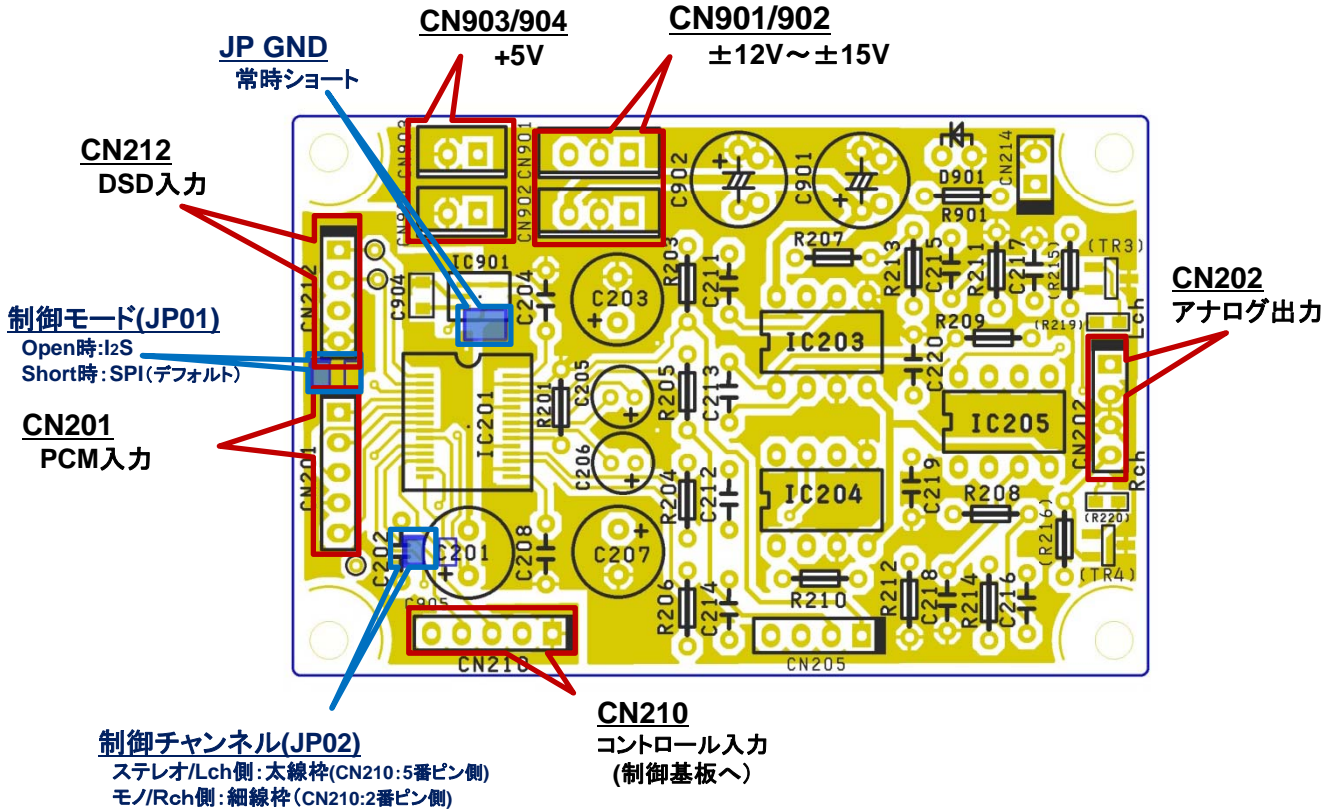 CN903/904
+5V
CN901/902
±12V～±15V
JP GND
常時ショート
CN212
DSD入力
制御モード(JP01)
Open時:I2S
Short時:SPI(デフォルト)
CN201
PCM入力
CN202
アナログ出力
CN210
コントロール入力
(制御基板へ)
制御チャンネル(JP02)
ステレオ/Lch側:太線枠(CN210:5番ピン側)
モノ/Rch側:細線枠(CN210:2番ピン側)
CN903
CN901
CN902
C902
C901
D901
R901
CN214
CN212
C904
IC901
C204
C203
R203
C211
R207
R213
C215
R211
C217
(R215)
(TR3)
R209
(R219)
Lch
IC203
C220
R201
C205
R205
C213
IC201
CN201
C206
IC205
CN202
R204
C212
IC204
C219
R208
Rch
(R220)
(R216)
(TR4)
C202
C201
C208
C207
C905
R206
C214
R210
R212
C218
R214
C216
CN210
CN205